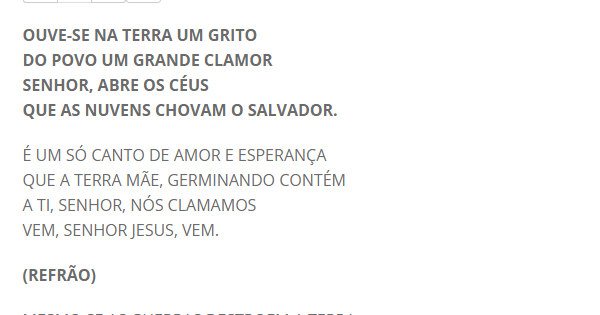 OUVE-SE NA TERRA UM GRITO
DO POVO UM GRANDE CLAMOR
SENHOR, ABRE OS CÉUS
QUE AS NUVENS CHOVAM O SALVADOR.
É UM SÓ CANTO DE AMOR E ESPERANÇA
QUE A TERRA MÃE, GERMINANDO CONTÉM
A TI, SENHOR, NÓS CLAMAMOS
VEM, SENHOR JESUS, VEM.
(REFRÃO)